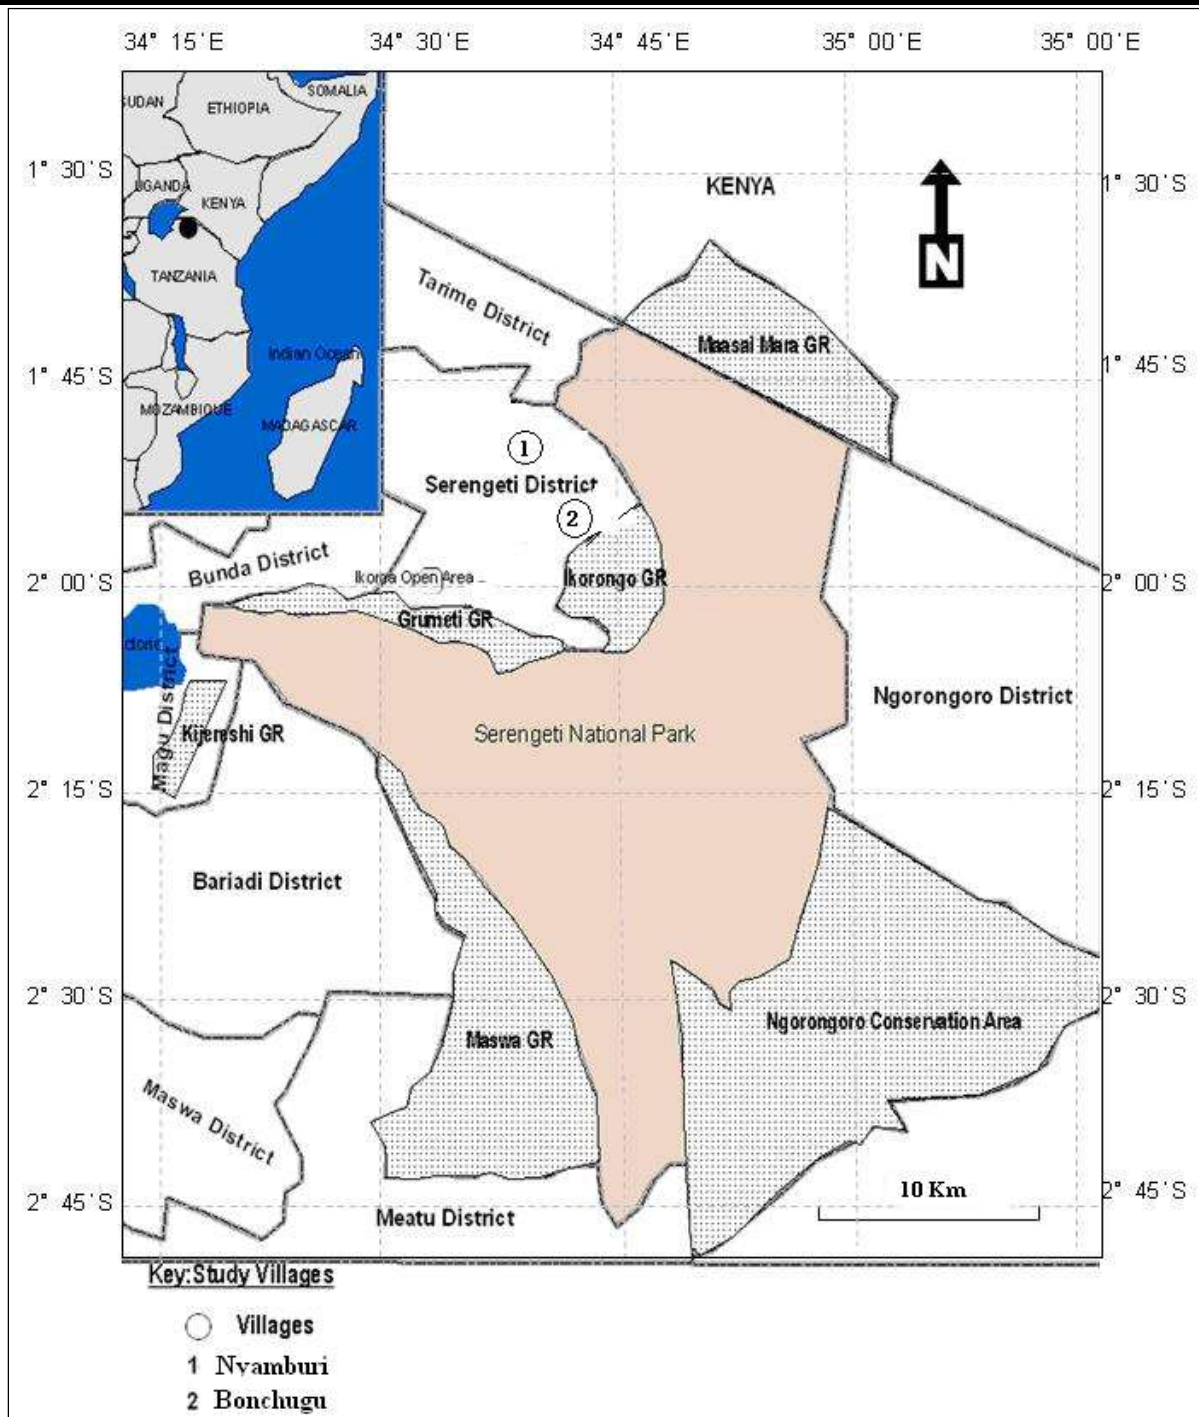 34° 15'E 34° 30'E 34° 45'E 35° 00'E 35° 00'E
SUDAN
ETHIOPIA
SOMALIA
UGANDA
KENYA
TANZANIA
Indian Ocean
MOZAMBIQUE
MADAGASCAR
1° 30'S
KENYA
1° 30'S
N
Tarime District
Maasai Mara GR
1° 45'S
1° 45'S
1
Serengeti District
2
Bunda District
Ikoma Open Area
Ikorongo GR
2° 00'S
2° 00'S
Grumeti GR
Magu District
Ngorongoro District
Kijereshi GR
Serengeti National Park
2° 15'S
2° 15'S
Bariadi District
2° 30'S
2° 30'S
Ngorongoro Conservation Area
Maswa GR
Maswa District
10 Km
2° 45'S
2° 45'S
Meatu District
Key:Study Villages
Villages
1 Nyamburi
2 Bonchugu